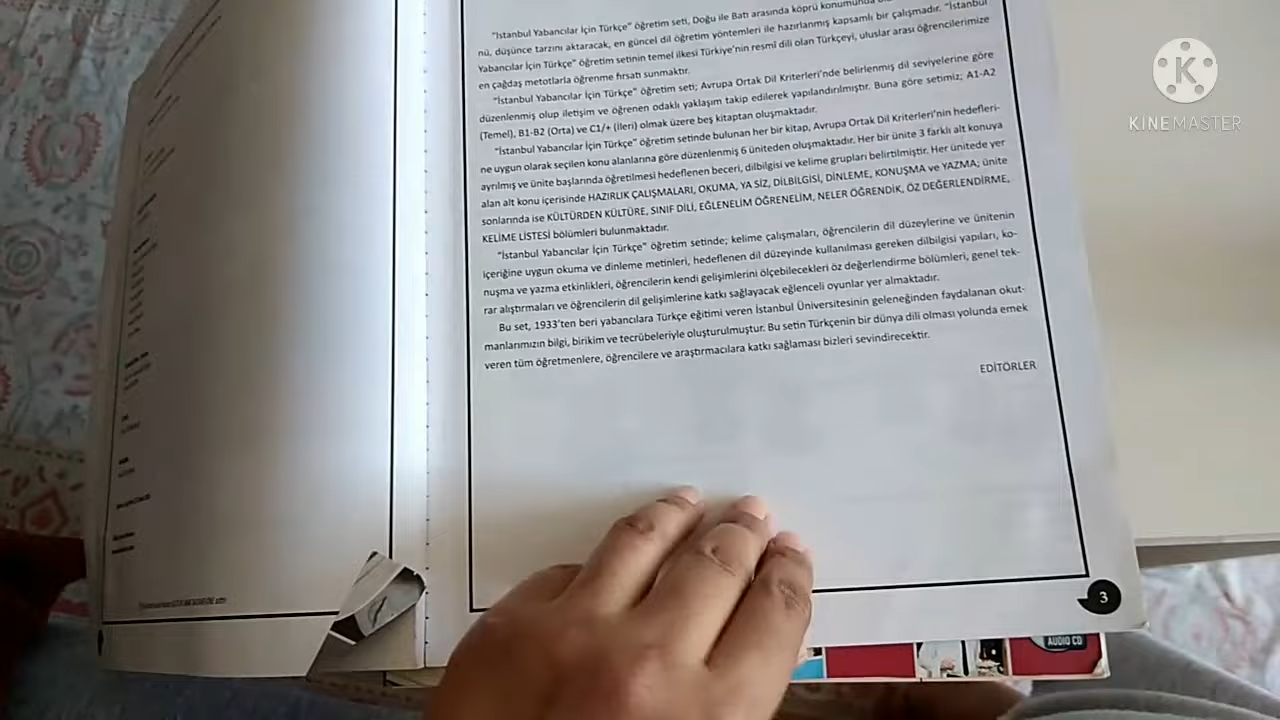 "İstanbul Yabancılar İçin Türkçe" öğretim seti, Doğu ile Batı arasında köprü konumunda
nü, düşünce tarzını aktaracak, en güncel dil öğretim yöntemleri ile hazırlanmış kapsamlı bir çalışmadır. "İstanbul
Yabancılar İçin Türkçe" öğretim setinin temel ilkesi Türkiye'nin resmî dili olan Türkçeyi, uluslar arası öğrencilerimize
en çağdaş metotlarla öğrenme fırsatı sunmaktır.
"İstanbul Yabancılar İçin Türkçe" öğretim seti; Avrupa Ortak Dil Kriterleri'nde belirlenmiş dil seviyelerine göre
düzenlenmiş olup iletişim ve öğrenen odaklı yaklaşım takip edilerek yapılandırılmıştır. Buna göre setimiz; A1-A2
(Temel), B1-B2 (Orta) ve C1/+ (İleri) olmak üzere beş kitaptan oluşmaktadır.
"İstanbul Yabancılar İçin Türkçe" öğretim setinde bulunan her bir kitap, Avrupa Ortak Dil Kriterleri'nin hedefleri-
ne uygun olarak seçilen konu alanlarına göre düzenlenmiş 6 üniteden oluşmaktadır. Her bir ünite 3 farklı alt konuya
ayrılmış ve ünite başlarında öğretilmesi hedeflenen beceri, dilbilgisi ve kelime grupları belirtilmiştir. Her ünitede yer
alan alt konu içerisinde HAZIRLIK ÇALIŞMALARI, OKUMA, YA SİZ, DİLBİLGİSİ, DİNLEME, KONUŞMA ve YAZMA; ünite
sonlarında ise KÜLTÜRDEN KÜLTÜRE, SINIF DİLİ, EĞLENELİM ÖĞRENELİM, NELER ÖĞRENDİK, ÖZ DEĞERLENDİRME,
KELİME LİSTESİ bölümleri bulunmaktadır.
"İstanbul Yabancılar İçin Türkçe" öğretim setinde; kelime çalışmaları, öğrencilerin dil düzeylerine ve ünitenin
içeriğine uygun okuma ve dinleme metinleri, hedeflenen dil düzeyinde kullanılması gereken dilbilgisi yapıları, ko-
nuşma ve yazma etkinlikleri, öğrencilerin kendi gelişimlerini ölçebilecekleri öz değerlendirme bölümleri, genel tek-
rar alıştırmaları ve öğrencilerin dil gelişimlerine katkı sağlayacak eğlenceli oyunlar yer almaktadır.
Bu set, 1933'ten beri yabancılara Türkçe eğitimi veren İstanbul Üniversitesinin geleneğinden faydalanan okut-
manlarımızın bilgi, birikim ve tecrübeleriyle oluşturulmuştur. Bu setin Türkçenin bir dünya dili olması yolunda emek
veren tüm öğretmenlere, öğrencilere ve araştırmacılara katkı sağlaması bizleri sevindirecektir.
EDİTÖRLER
3
AUDIO CD
KINEMASTER